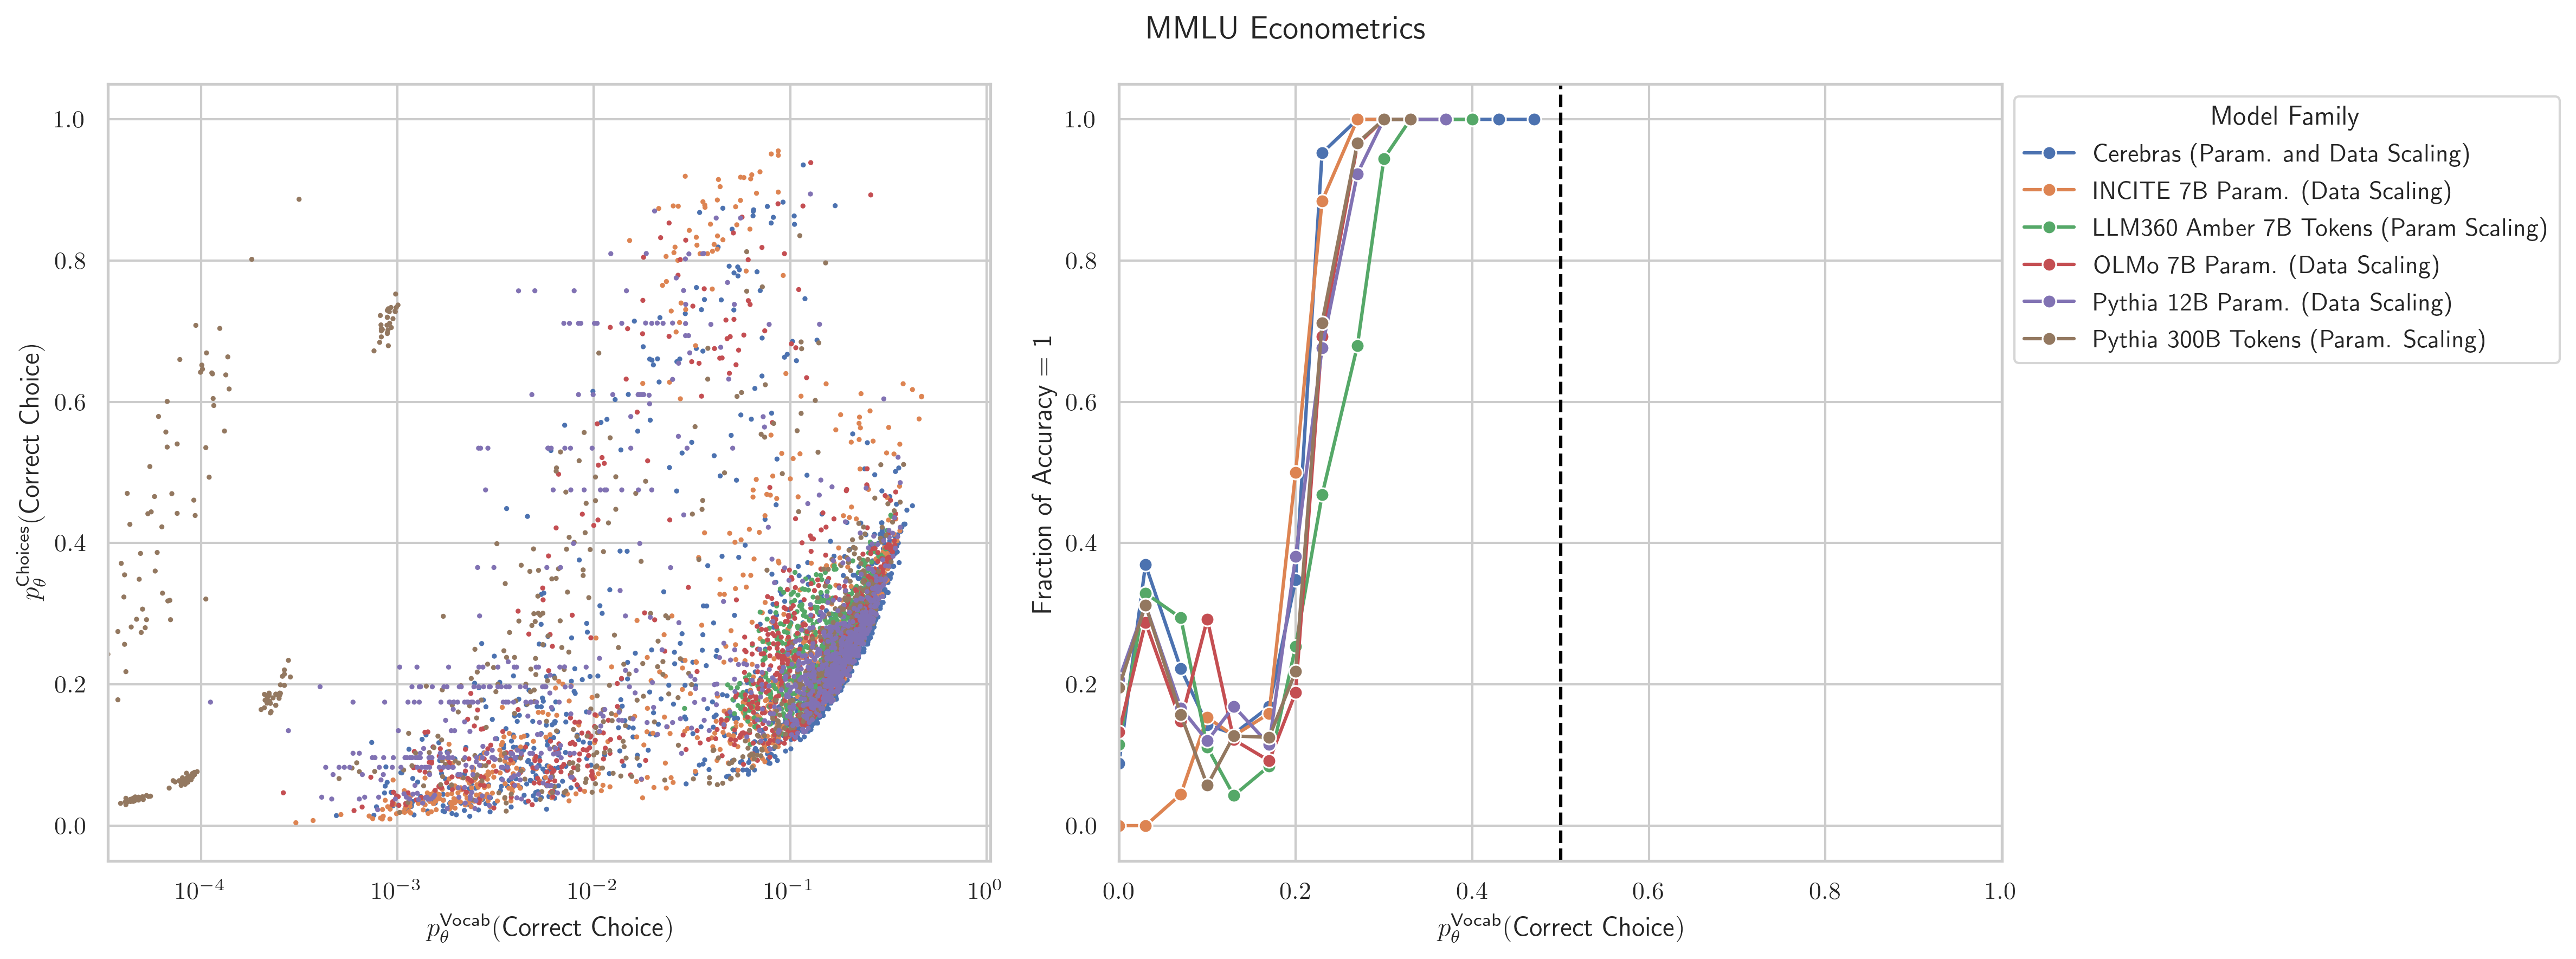 MMLU Econometrics
1.0
0.8
0.6
0.4
0.2
0.0
p_θ^Choices(Correct Choice)
10^−4
10^−3
10^−2
10^−1
10^0
p_θ^Vocab(Correct Choice)
1.0
0.8
0.6
0.4
0.2
0.0
Fraction of Accuracy = 1
0.0
0.2
0.4
0.6
0.8
1.0
p_θ^Vocab(Correct Choice)
Model Family
Cerebras (Param. and Data Scaling)
INCITE 7B Param. (Data Scaling)
LLM360 Amber 7B Tokens (Param Scaling)
OLMo 7B Param. (Data Scaling)
Pythia 12B Param. (Data Scaling)
Pythia 300B Tokens (Param. Scaling)